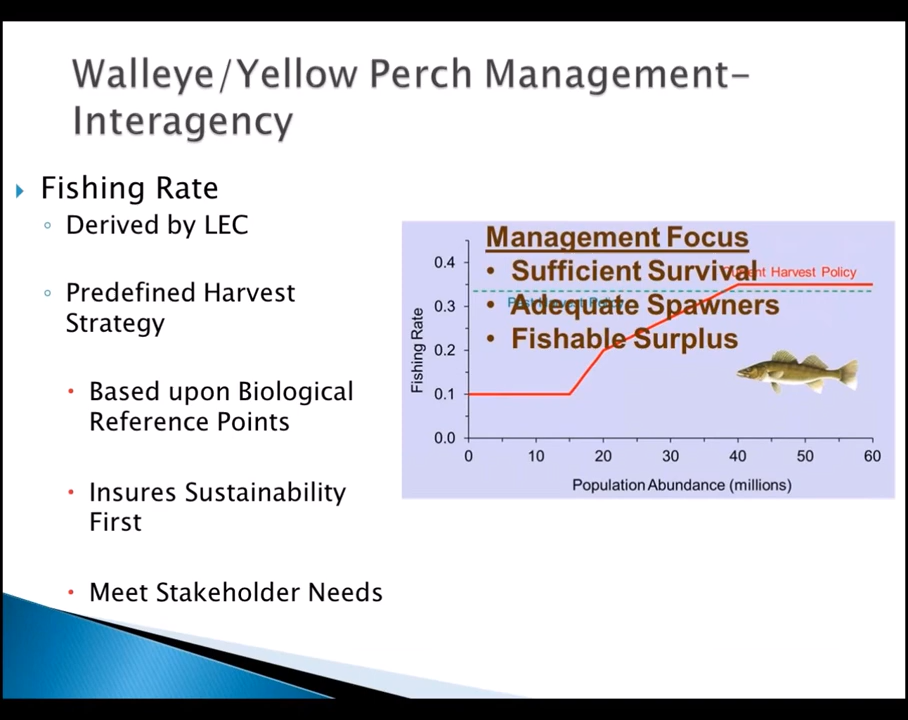 Walleye/Yellow Perch Management-
Interagency
Fishing Rate
Derived by LEC
Predefined Harvest
Strategy
Based upon Biological
Reference Points
Insures Sustainability
First
Meet Stakeholder Needs
Management Focus
• Sufficient Survival
• Adequate Spawners
• Fishable Surplus
Harvest Policy
Fishing Rate
0.4
0.3
0.2
0.1
0.0
0 10 20 30 40 50 60
Population Abundance (millions)